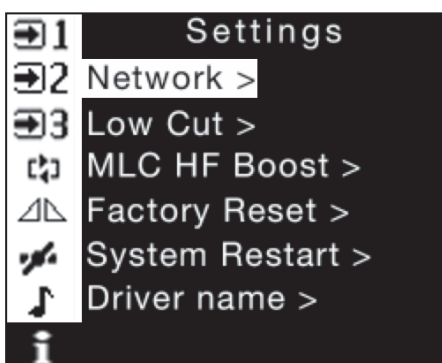 1 Settings
2 Network >
3 Low Cut >
MLC HF Boost >
Factory Reset >
System Restart >
Driver name >
i